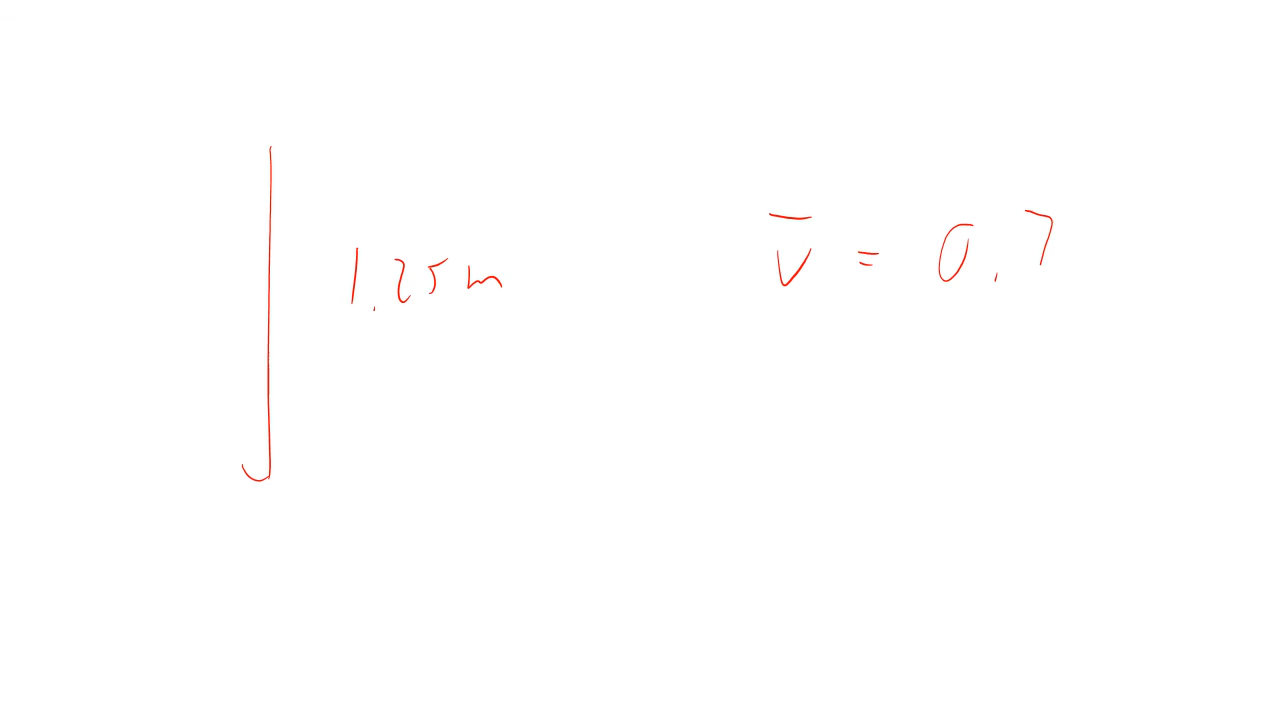 1.25m
v̄ = 0.7